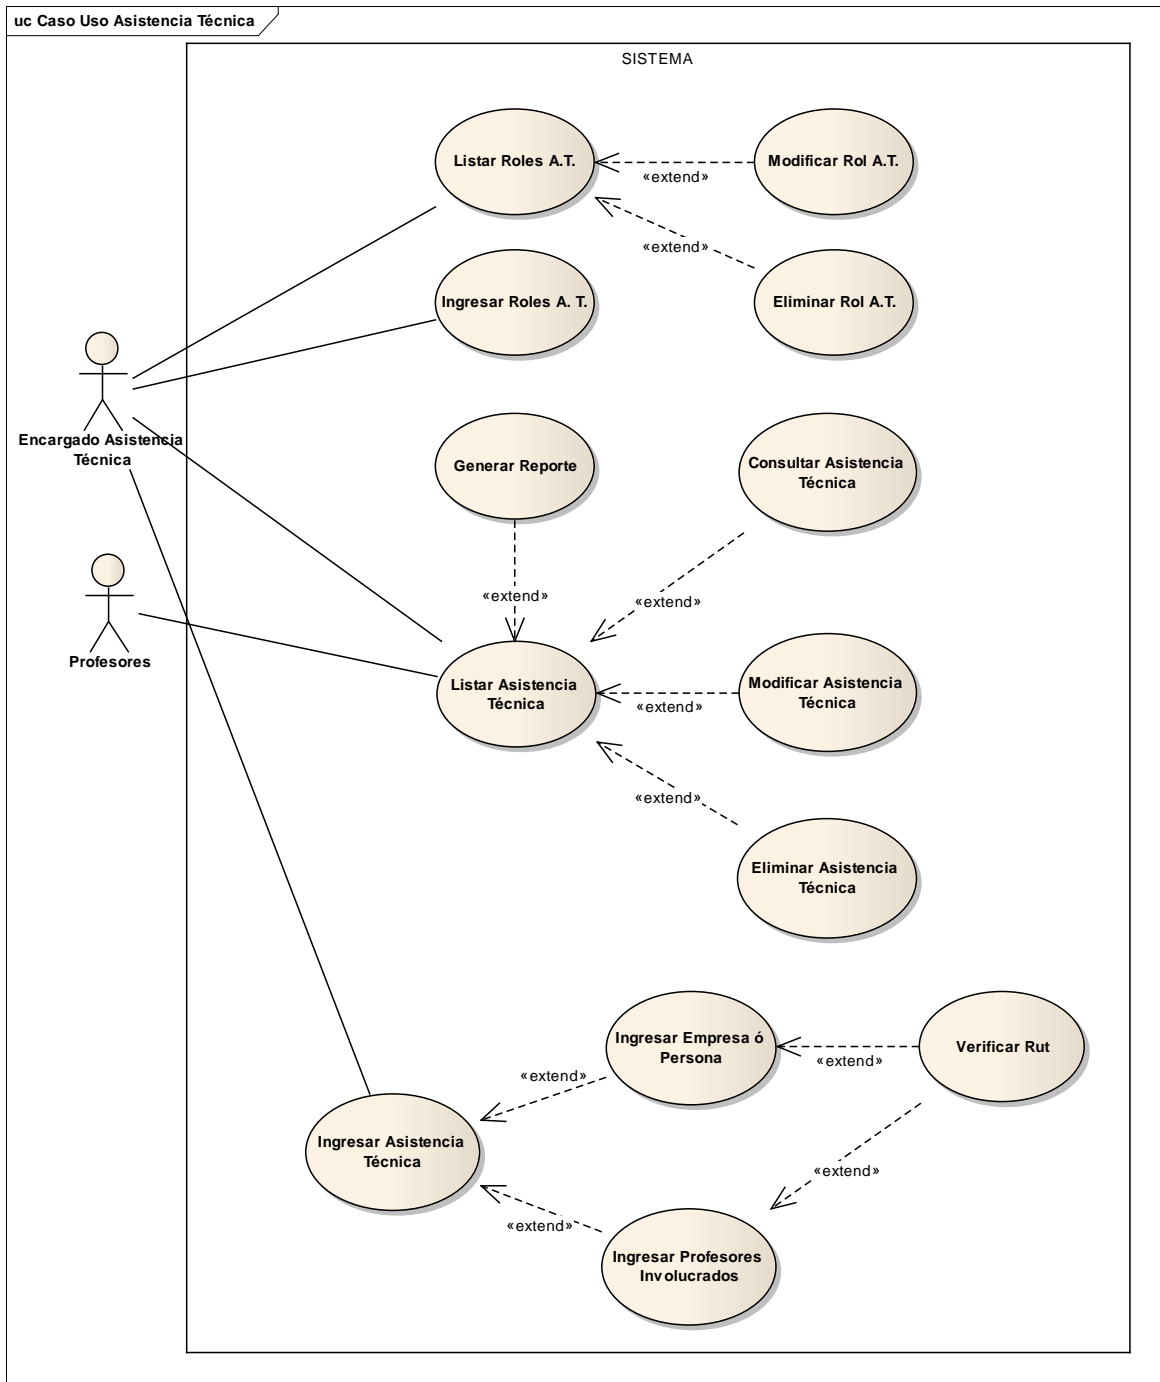 uc Caso Uso Asistencia Técnica
SISTEMA
Listar Roles A.T.
«extend»
Modificar Rol A.T.
«extend»
Ingresar Roles A. T.
Eliminar Rol A.T.
Encargado Asistencia
Técnica
Generar Reporte
Consultar Asistencia
Técnica
«extend»
«extend»
Profesores
Listar Asistencia
Técnica
«extend»
Modificar Asistencia
Técnica
«extend»
Eliminar Asistencia
Técnica
Ingresar Empresa ó
Persona
«extend»
Verificar Rut
«extend»
Ingresar Asistencia
Técnica
«extend»
«extend»
Ingresar Profesores
Involucrados